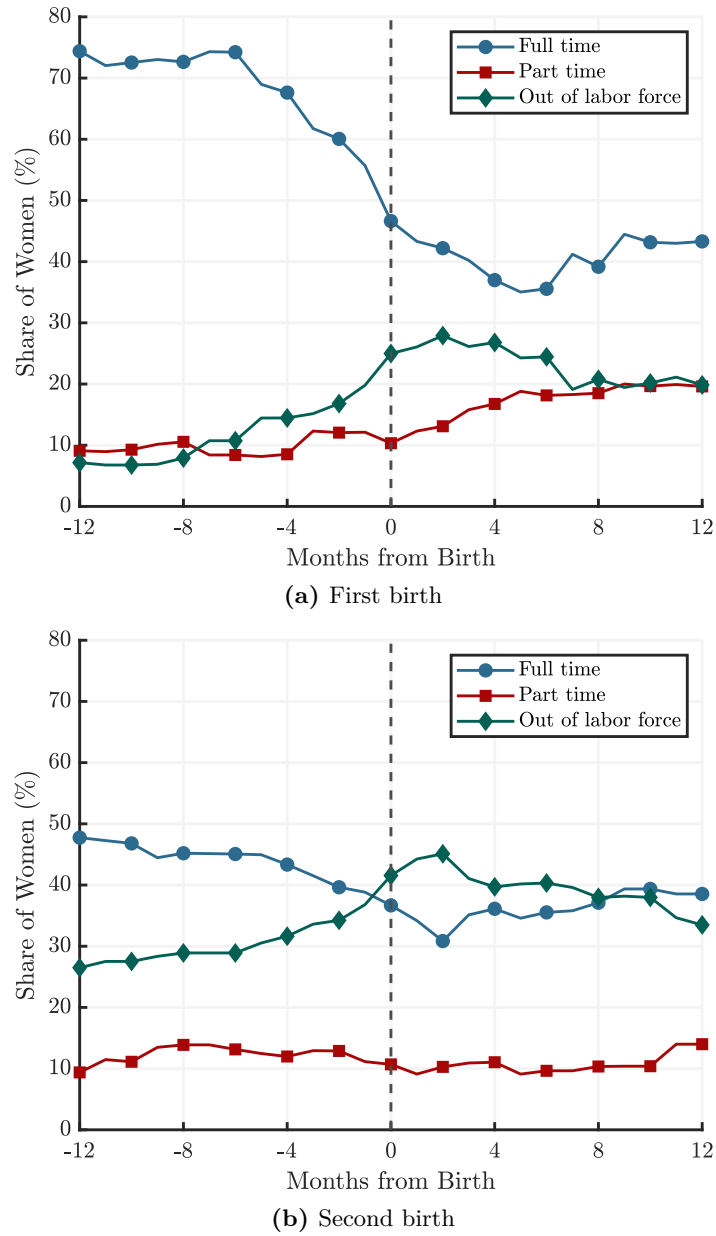 80
70
60
50
40
30
20
10
0
Share of Women (%)
Full time
Part time
Out of labor force
-12 -8 -4 0 4 8 12
Months from Birth
(a) First birth
80
70
60
50
40
30
20
10
0
Share of Women (%)
Full time
Part time
Out of labor force
-12 -8 -4 0 4 8 12
Months from Birth
(b) Second birth